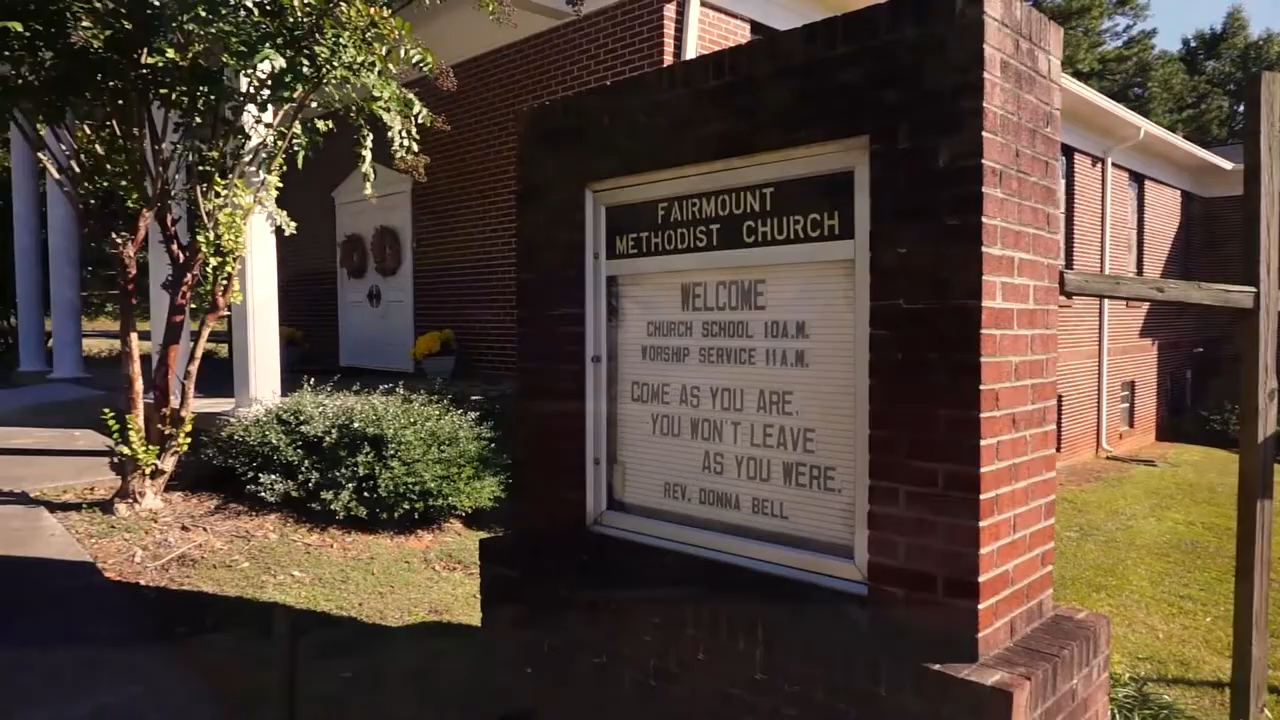 FAIRMOUNT
METHODIST CHURCH
WELCOME
CHURCH SCHOOL 10A.M.
WORSHIP SERVICE 11A.M.
COME AS YOU ARE.
YOU WON'T LEAVE
AS YOU WERE.
REV. DONNA BELL